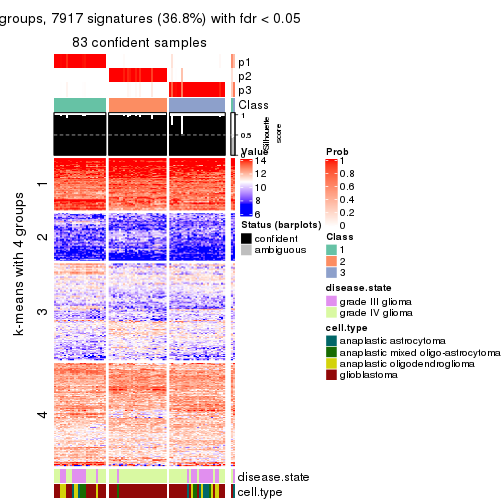 groups, 7917 signatures (36.8%) with fdr < 0.05
83 confident samples
p1
p2
p3
Class
1
0.5
0
Silhouette
score
k-means with 4 groups
1
2
3
4
Value
14
12
10
8
6
Status (barplots)
confident
ambiguous
Prob
1
0.8
0.6
0.4
0.2
0
Class
1
2
3
disease.state
grade III glioma
grade IV glioma
cell.type
anaplastic astrocytoma
anaplastic mixed oligo-astrocytoma
anaplastic oligodendroglioma
glioblastoma
disease.state
cell.type